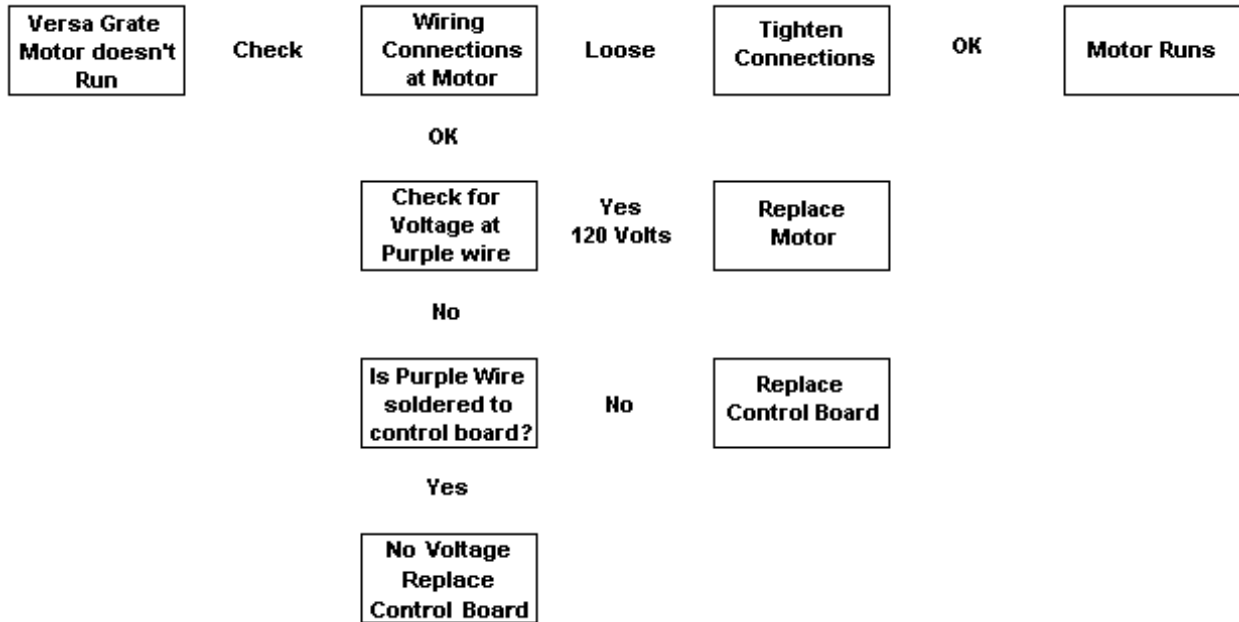 Versa Grate
Motor doesn't
Run
Check
Wiring
Connections
at Motor
Loose
Tighten
Connections
OK
Motor Runs
OK
Check for
Voltage at
Purple wire
Yes
120 Volts
Replace
Motor
No
Is Purple Wire
soldered to
control board?
No
Replace
Control Board
Yes
No Voltage
Replace
Control Board